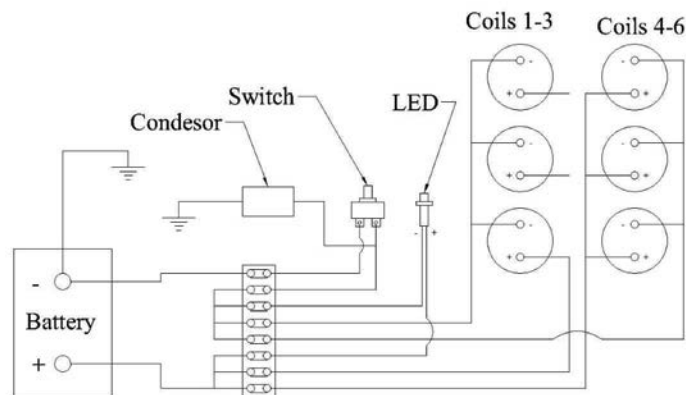 Coils 1-3
Coils 4-6
Switch
LED
Condesor
- -
+ +
- -
+ +
- -
- +
+ +
-
Battery
+